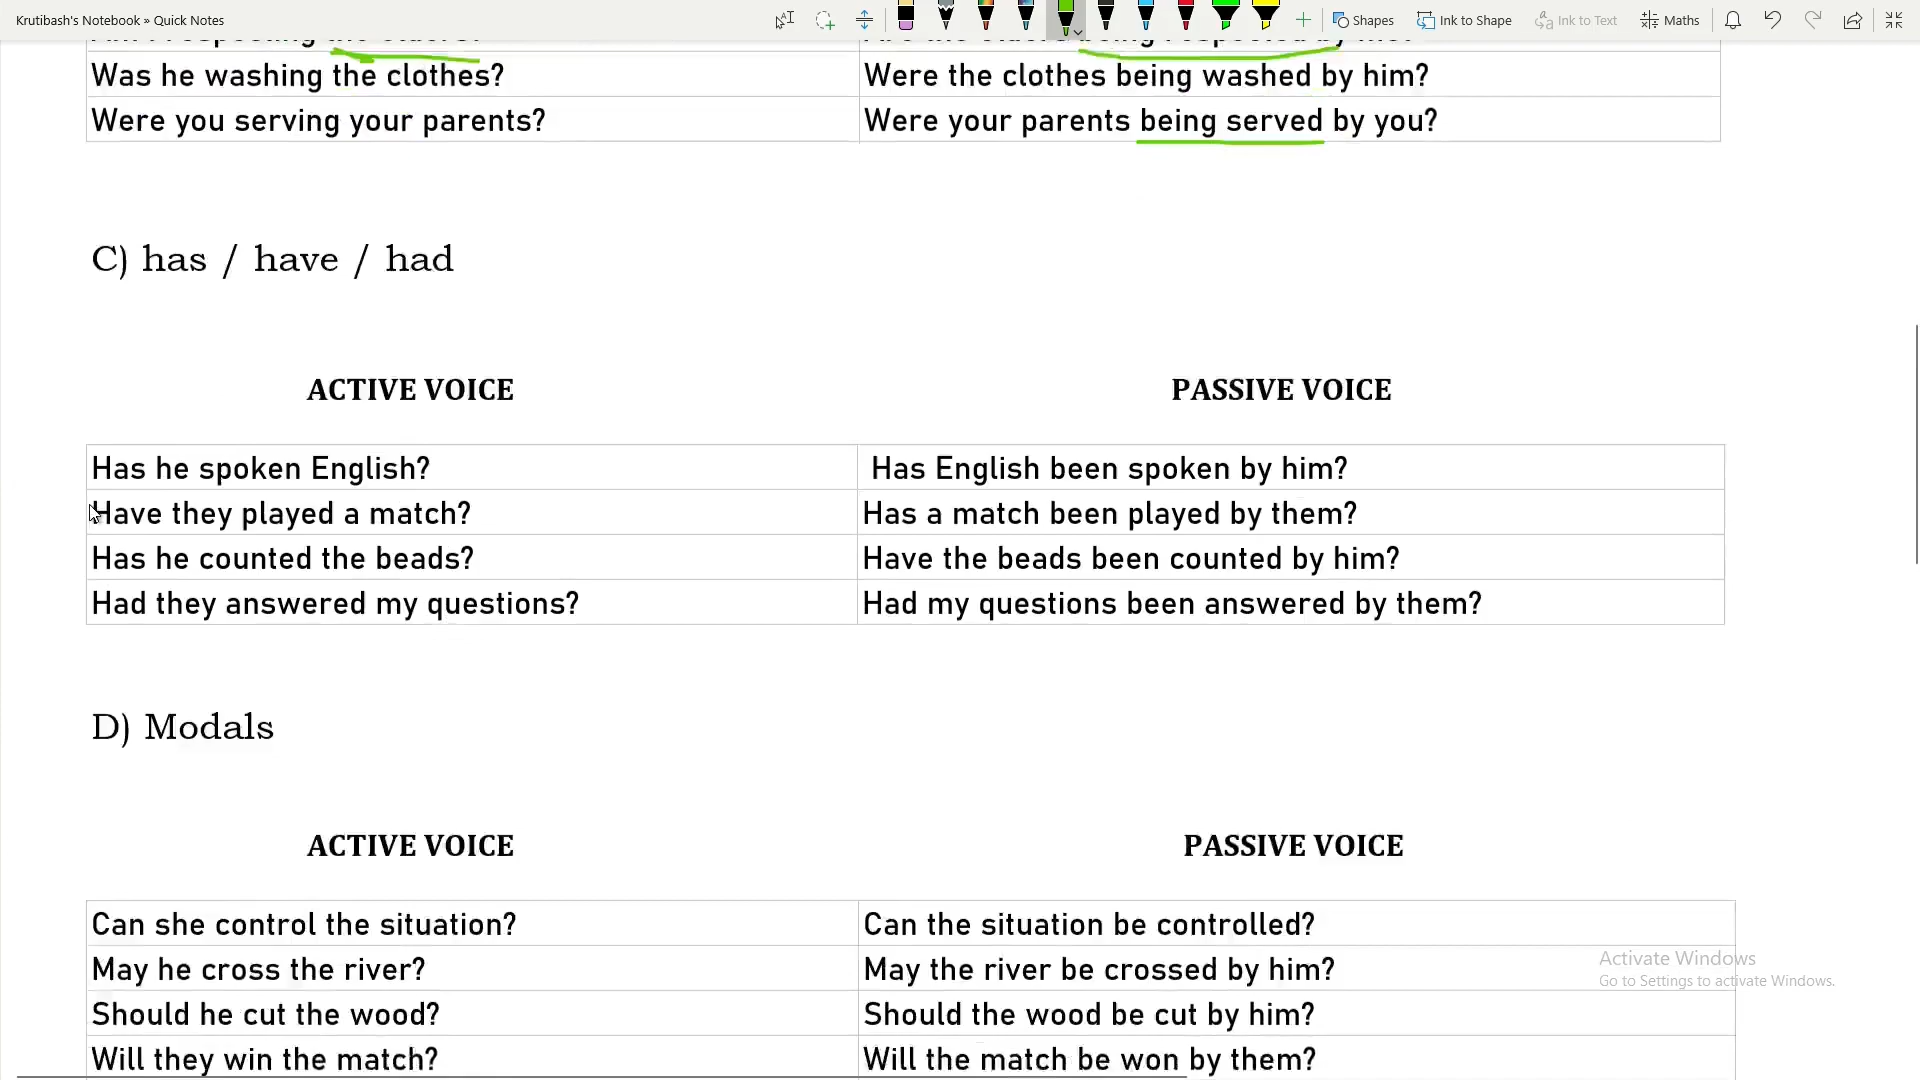 Krutibash's Notebook » Quick Notes
Shapes
Ink to Shape
Ink to Text
Maths
Was he washing the clothes? Were the clothes being washed by him?
Were you serving your parents? Were your parents being served by you?
C) has / have / had
ACTIVE VOICE PASSIVE VOICE
Has he spoken English? Has English been spoken by him?
Have they played a match? Has a match been played by them?
Has he counted the beads? Have the beads been counted by him?
Had they answered my questions? Had my questions been answered by them?
D) Modals
ACTIVE VOICE PASSIVE VOICE
Can she control the situation? Can the situation be controlled?
May he cross the river? May the river be crossed by him?
Should he cut the wood? Should the wood be cut by him?
Will they win the match? Will the match be won by them?
Activate Windows
Go to Settings to activate Windows.